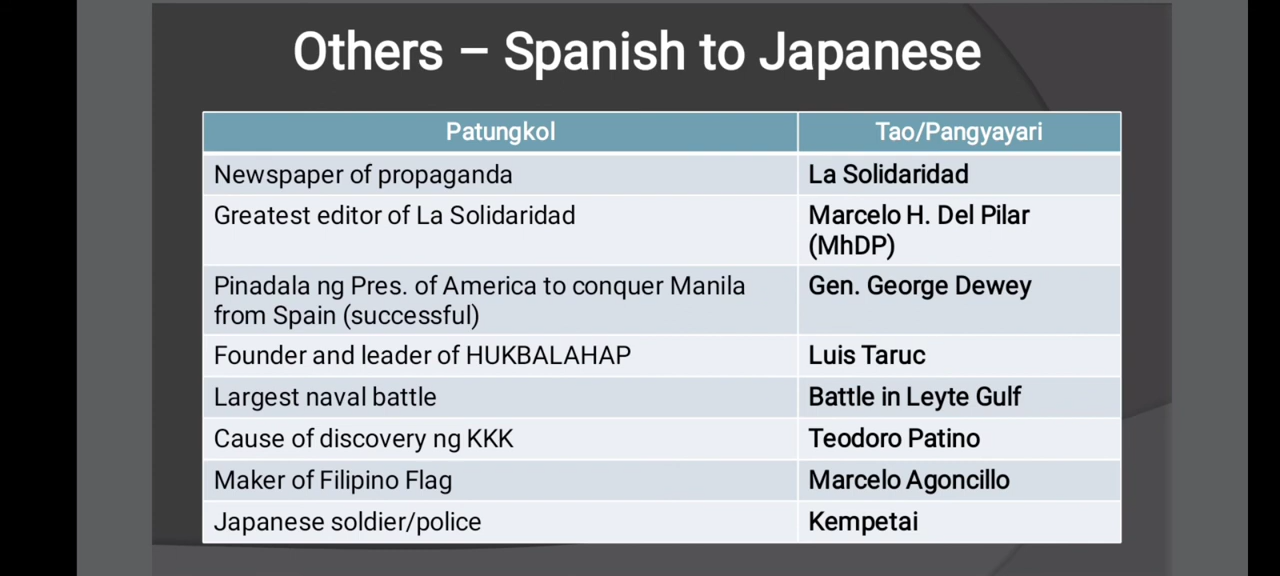 Others – Spanish to Japanese
Patungkol
Tao/Pangyayari
Newspaper of propaganda
La Solidaridad
Greatest editor of La Solidaridad
Marcelo H. Del Pilar
(MhDP)
Pinadala ng Pres. of America to conquer Manila
from Spain (successful)
Gen. George Dewey
Founder and leader of HUKBALAHAP
Luis Taruc
Largest naval battle
Battle in Leyte Gulf
Cause of discovery ng KKK
Teodoro Patino
Maker of Filipino Flag
Marcelo Agoncillo
Japanese soldier/police
Kempetai